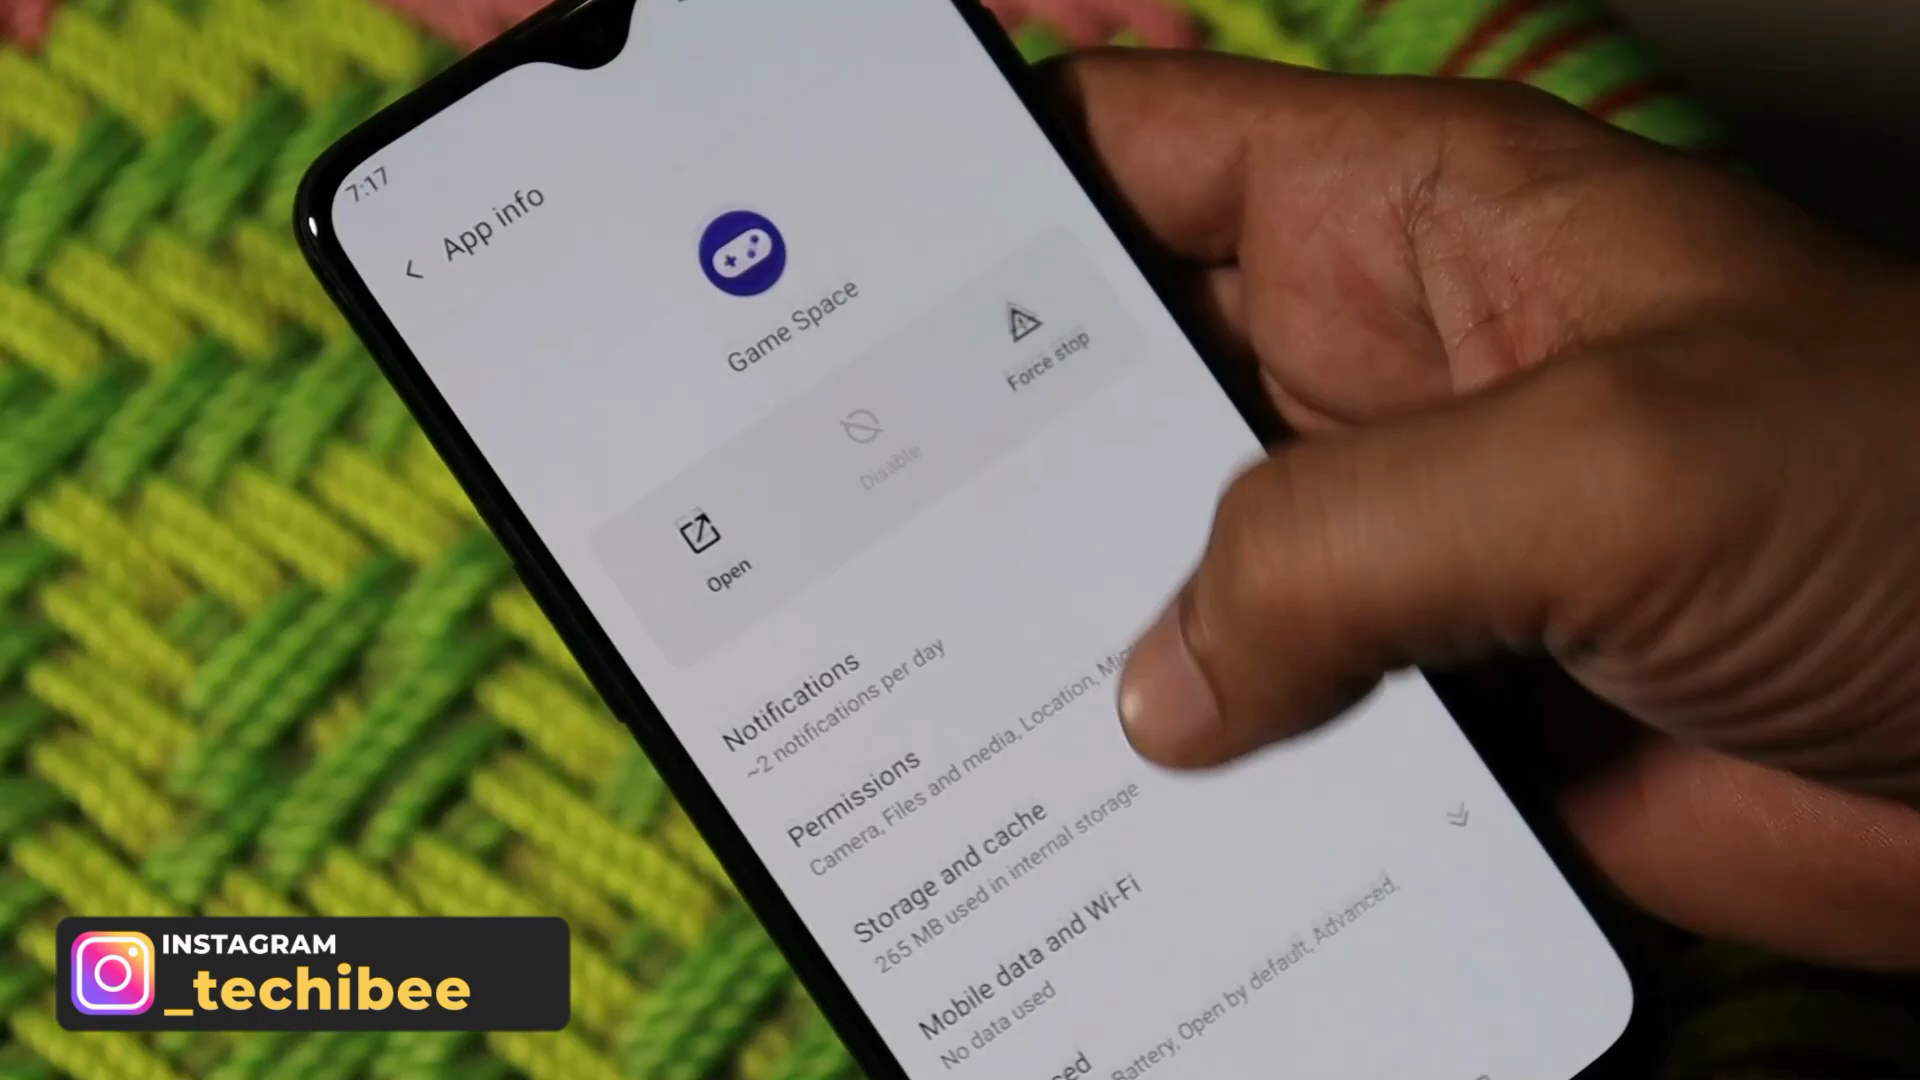 7:17
App info
Game Space
Open
Disable
Force stop
Notifications
~2 notifications per day
Permissions
Camera, Files and media, Location,
Storage and cache
265 MB used in internal storage
Mobile data and Wi-Fi
No data used
Battery, Open by default, Advanced,
INSTAGRAM
_techibee